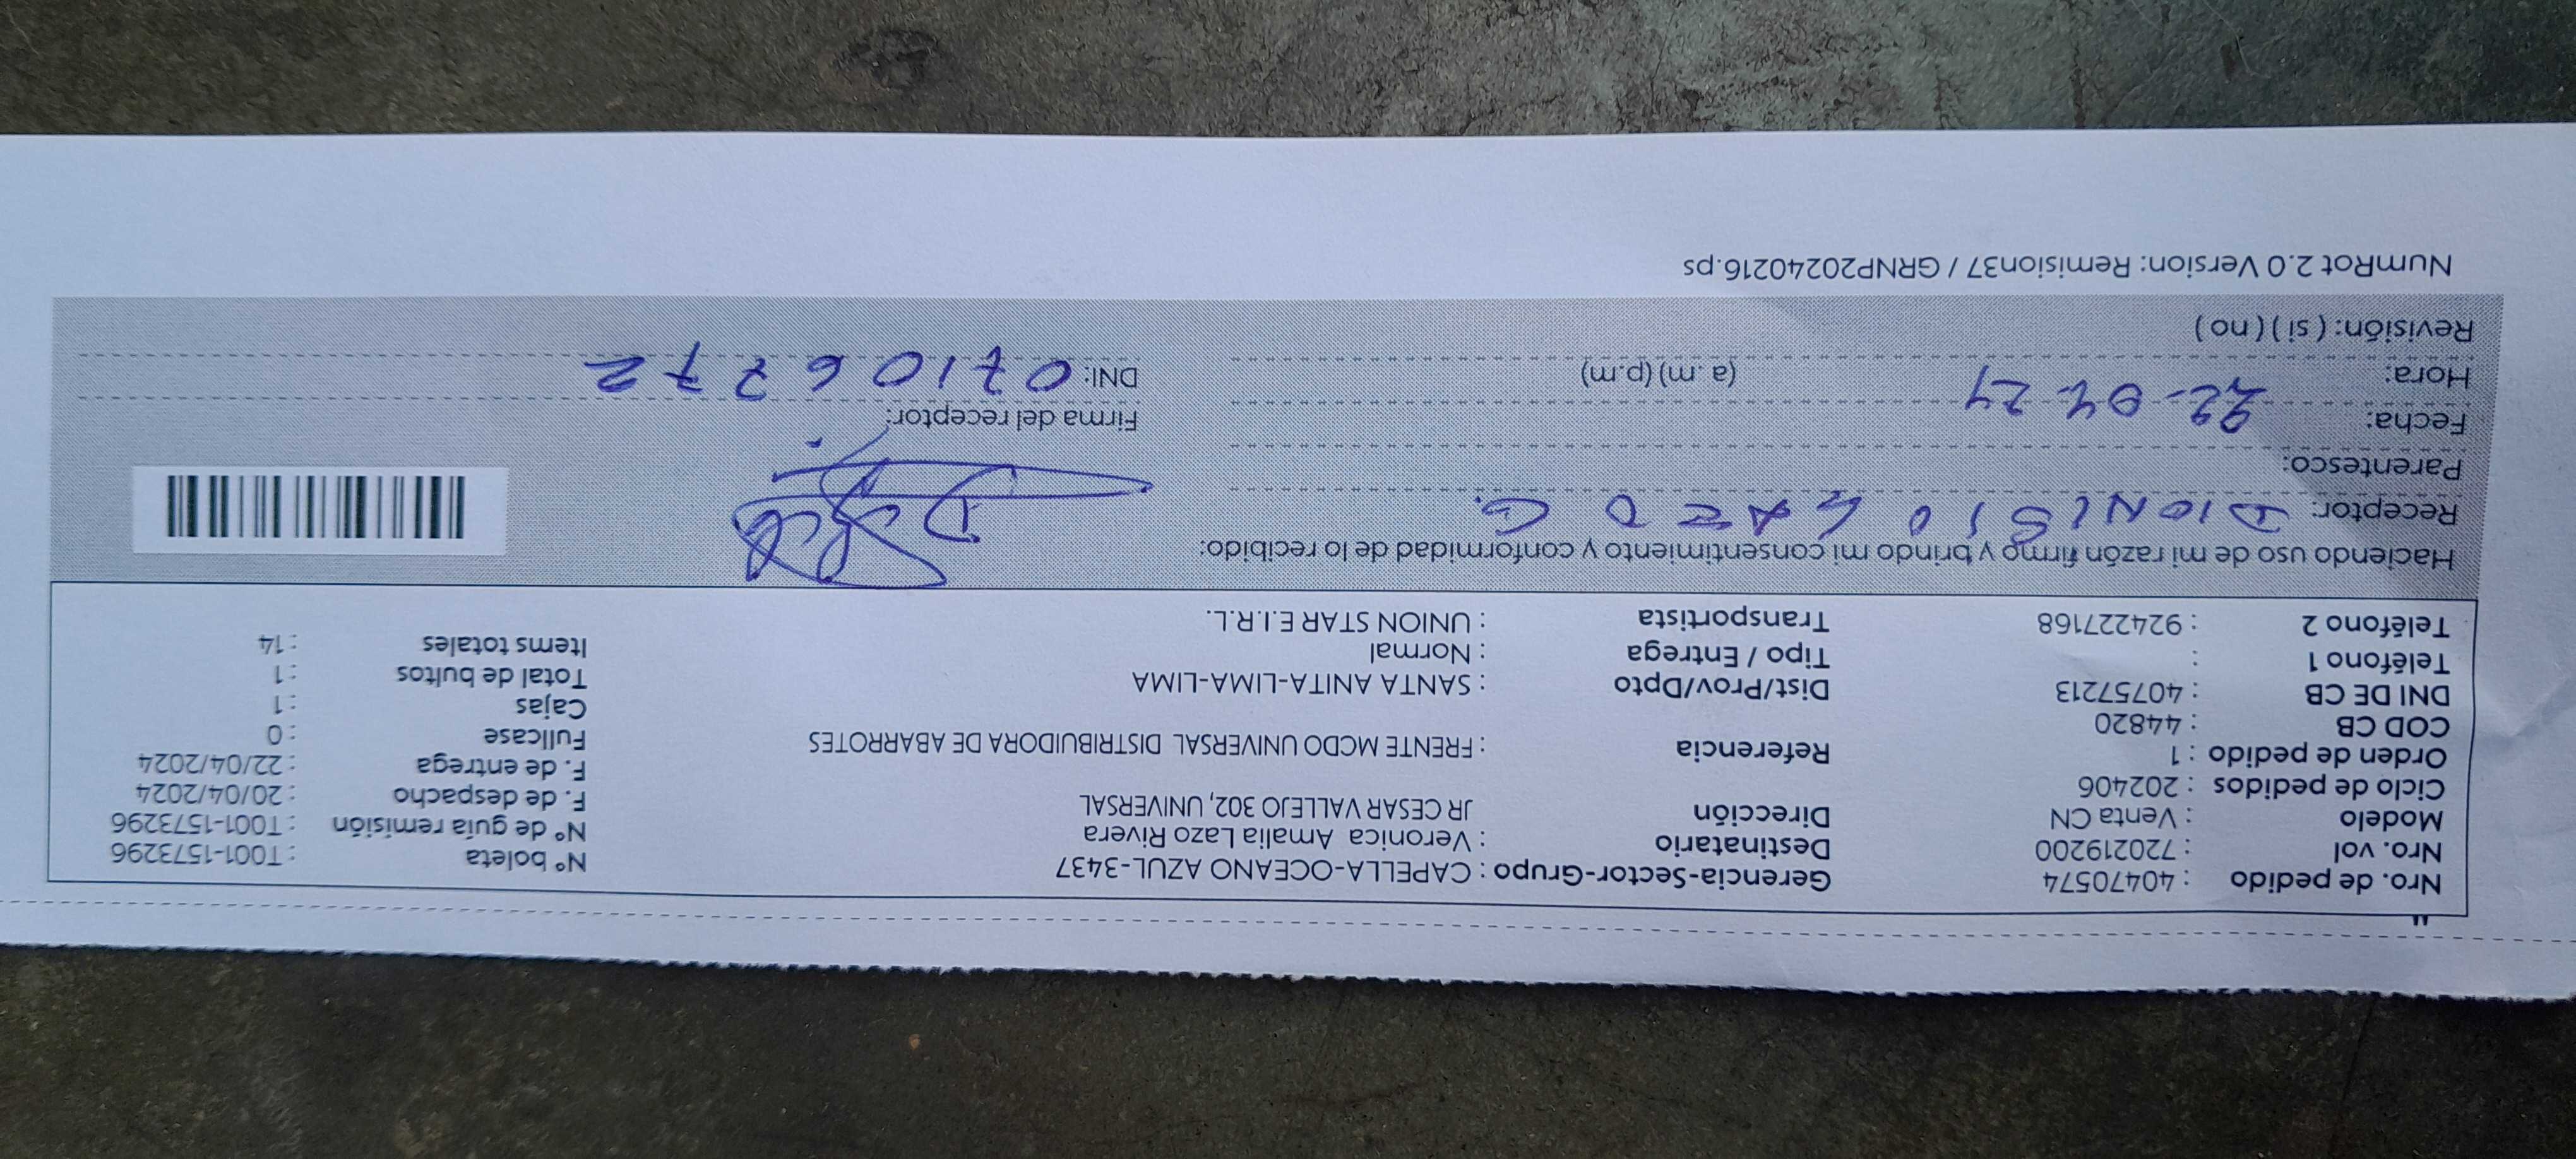 Nro. de pedido : 40470574 Gerencia-Sector-Grupo : CAPELLA-OCEANO AZUL-3437 N° boleta : T001-1573296
Nro. vol : 720219200 Destinatario : Veronica Amalia Lazo Rivera N° de guía remisión : T001-1573296
Modelo : Venta CN Dirección JR CESAR VALLEJO 302, UNIVERSAL F. de despacho : 20/04/2024
Ciclo de pedidos : 202406 F. de entrega : 22/04/2024
Orden de pedido : 1 Referencia : FRENTE MCDO UNIVERSAL DISTRIBUIDORA DE ABARROTES Fullcase : 0
COD CB : 44820 Cajas : 1
DNI DE CB : 40757213 Dist/Prov/Dpto : SANTA ANITA-LIMA-LIMA Total de bultos : 1
Teléfono 1 : Tipo / Entrega : Normal Items totales : 14
Teléfono 2 : 924227168 Transportista : UNION STAR E.I.R.L.
Haciendo uso de mi razón firmo y brindo mi consentimiento y conformidad de lo recibido:
Receptor: DIONISIO LAZO G.
Parentesco:
Fecha: 22-04-24 Firma del receptor:
Hora: (a.m) (p.m) DNI: 07106772
Revisión: ( si ) ( no )
NumRot 2.0 Version: Remision37 / GRNP20240216.ps